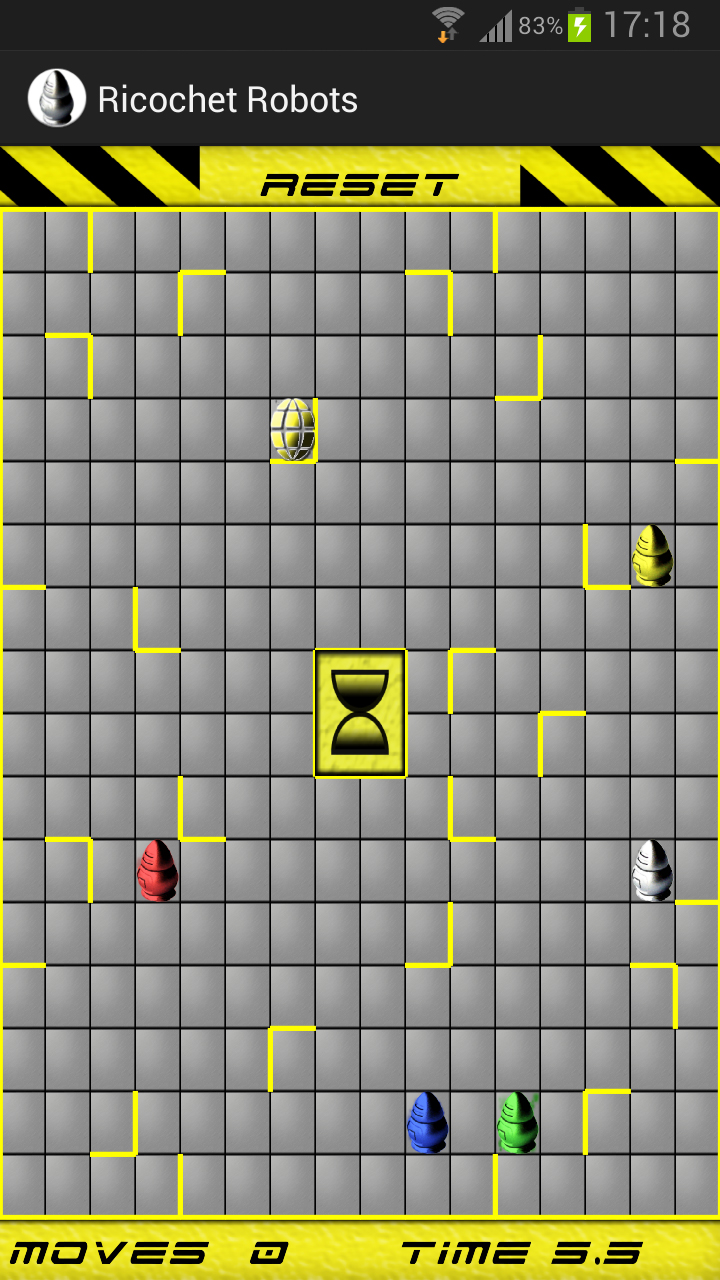 83% 17:18
Ricochet Robots
RESET
MOVES 0 TIME 5.5